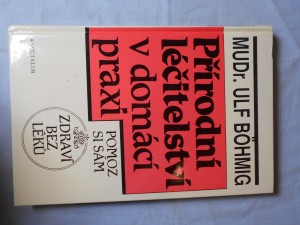 MUDr. ULF BÖHMIG
Přírodní
léčitelství
v domácí
praxi
POMOZ
SI SÁM
ZDRAVÍ
BEZ
LÉKŮ